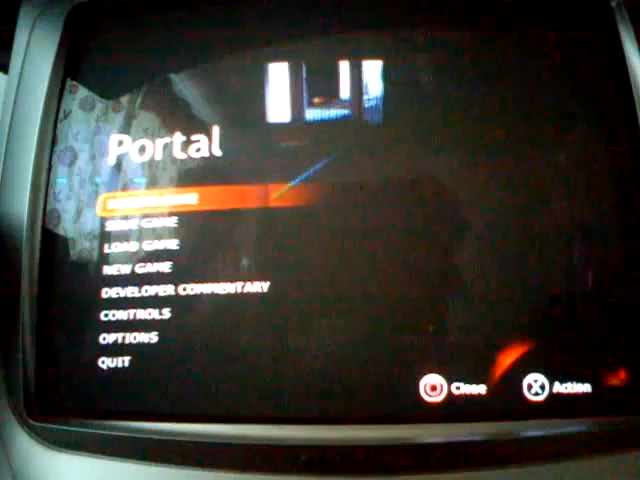 Portal
SAVE GAME
LOAD GAME
NEW GAME
DEVELOPER COMMENTARY
CONTROLS
OPTIONS
QUIT
Close
X Action